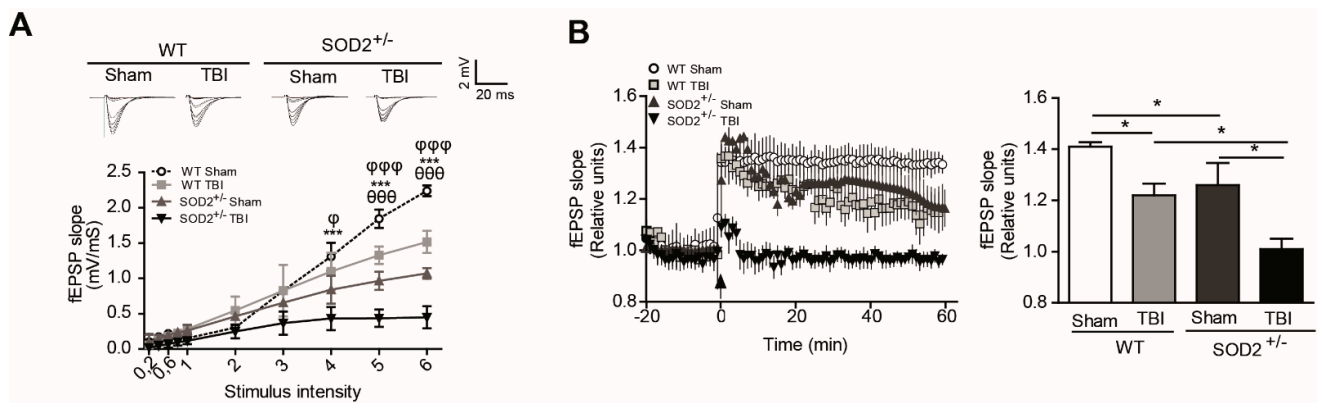 A
WT
SOD2+/-
Sham
TBI
Sham
TBI
2 mV
20 ms
WT Sham
WT TBI
SOD2+/- Sham
SOD2+/- TBI
φ
***
φφφ
***
θθθ
φφφ
***
θθθ
fEPSP slope
(mV/mS)
2.5
2.0
1.5
1.0
0.5
0.0
0,2
0,6
1
2
3
4
5
6
Stimulus intensity
B
WT Sham
WT TBI
SOD2+/- Sham
SOD2+/- TBI
fEPSP slope
(Relative units)
1.6
1.4
1.2
1.0
0.8
-20
0
20
40
60
Time (min)
fEPSP slope
(Relative units)
1.6
1.4
1.2
1.0
0.8
*
*
*
*
Sham
TBI
Sham
TBI
WT
SOD2+/-